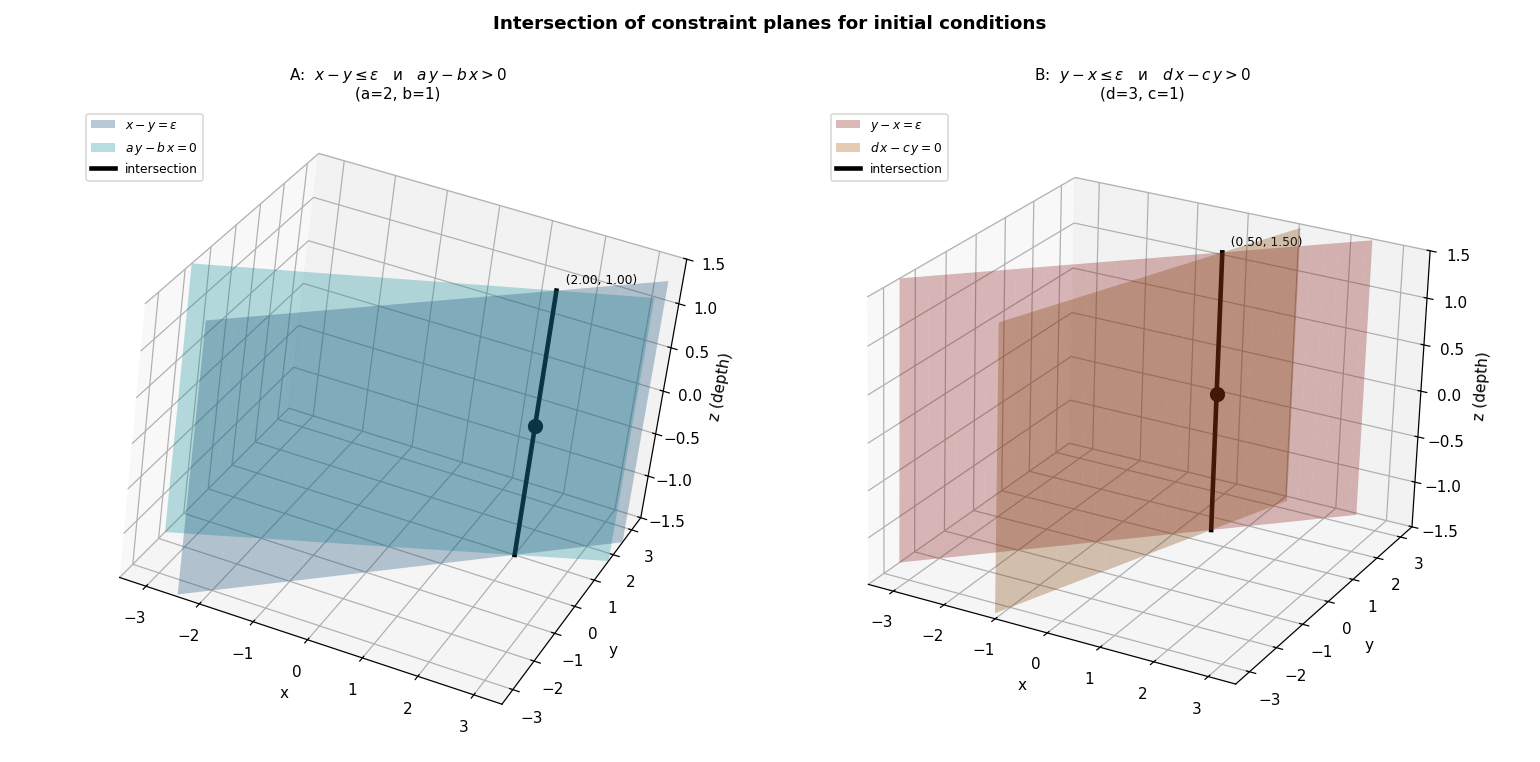 Intersection of constraint planes for initial conditions
A: x − y ≤ ε и a y − b x > 0
(a=2, b=1)
x − y = ε
a y − b x = 0
intersection
(2.00, 1.00)
1.5
1.0
0.5
0.0
−0.5
−1.0
−1.5
z (depth)
3
2
1
0
−1
−2
−3
y
−3
−2
−1
0
1
2
3
x
B: y − x ≤ ε и d x − c y > 0
(d=3, c=1)
y − x = ε
d x − c y = 0
intersection
(0.50, 1.50)
1.5
1.0
0.5
0.0
−0.5
−1.0
−1.5
z (depth)
3
2
1
0
−1
−2
−3
y
−3
−2
−1
0
1
2
3
x